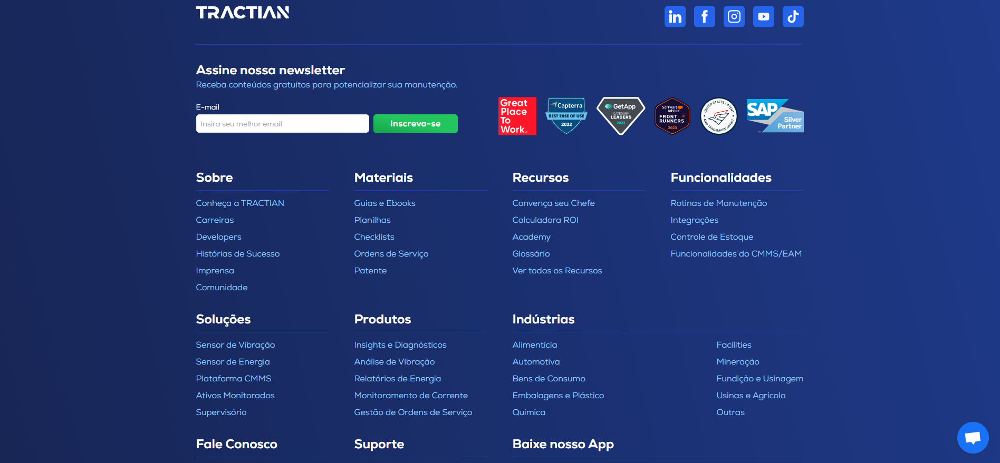 TRACTIAN
Assine nossa newsletter
Receba conteúdos gratuitos para potencializar sua manutenção.
E-mail
Insira seu melhor email
Inscreva-se
Great
Place
To
Work
Capterra
BEST EASE OF USE
2022
GetApp
CATEGORY
LEADERS
2023
Software
Advice
FRONT
RUNNERS
2023
UNITED STATES PATENT
AND TRADEMARK OFFICE
SAP
Silver
Partner
Sobre
Conheça a TRACTIAN
Carreiras
Developers
Histórias de Sucesso
Imprensa
Comunidade
Materiais
Guias e Ebooks
Planilhas
Checklists
Ordens de Serviço
Patente
Recursos
Convença seu Chefe
Calculadora ROI
Academy
Glossário
Ver todos os Recursos
Funcionalidades
Rotinas de Manutenção
Integrações
Controle de Estoque
Funcionalidades do CMMS/EAM
Soluções
Sensor de Vibração
Sensor de Energia
Plataforma CMMS
Ativos Monitorados
Supervisório
Produtos
Insights e Diagnósticos
Análise de Vibração
Relatórios de Energia
Monitoramento de Corrente
Gestão de Ordens de Serviço
Indústrias
Alimentícia
Automotiva
Bens de Consumo
Embalagens e Plástico
Química
Facilities
Mineração
Fundição e Usinagem
Usinas e Agrícola
Outras
Fale Conosco
Suporte
Baixe nosso App